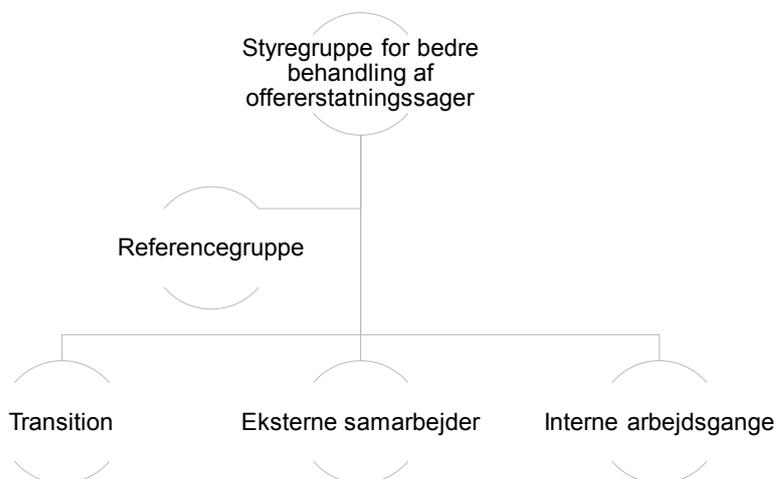 Styregruppe for bedre
behandling af
offererstatningssager
Referencegruppe
Transition
Eksterne samarbejder
Interne arbejdsgange